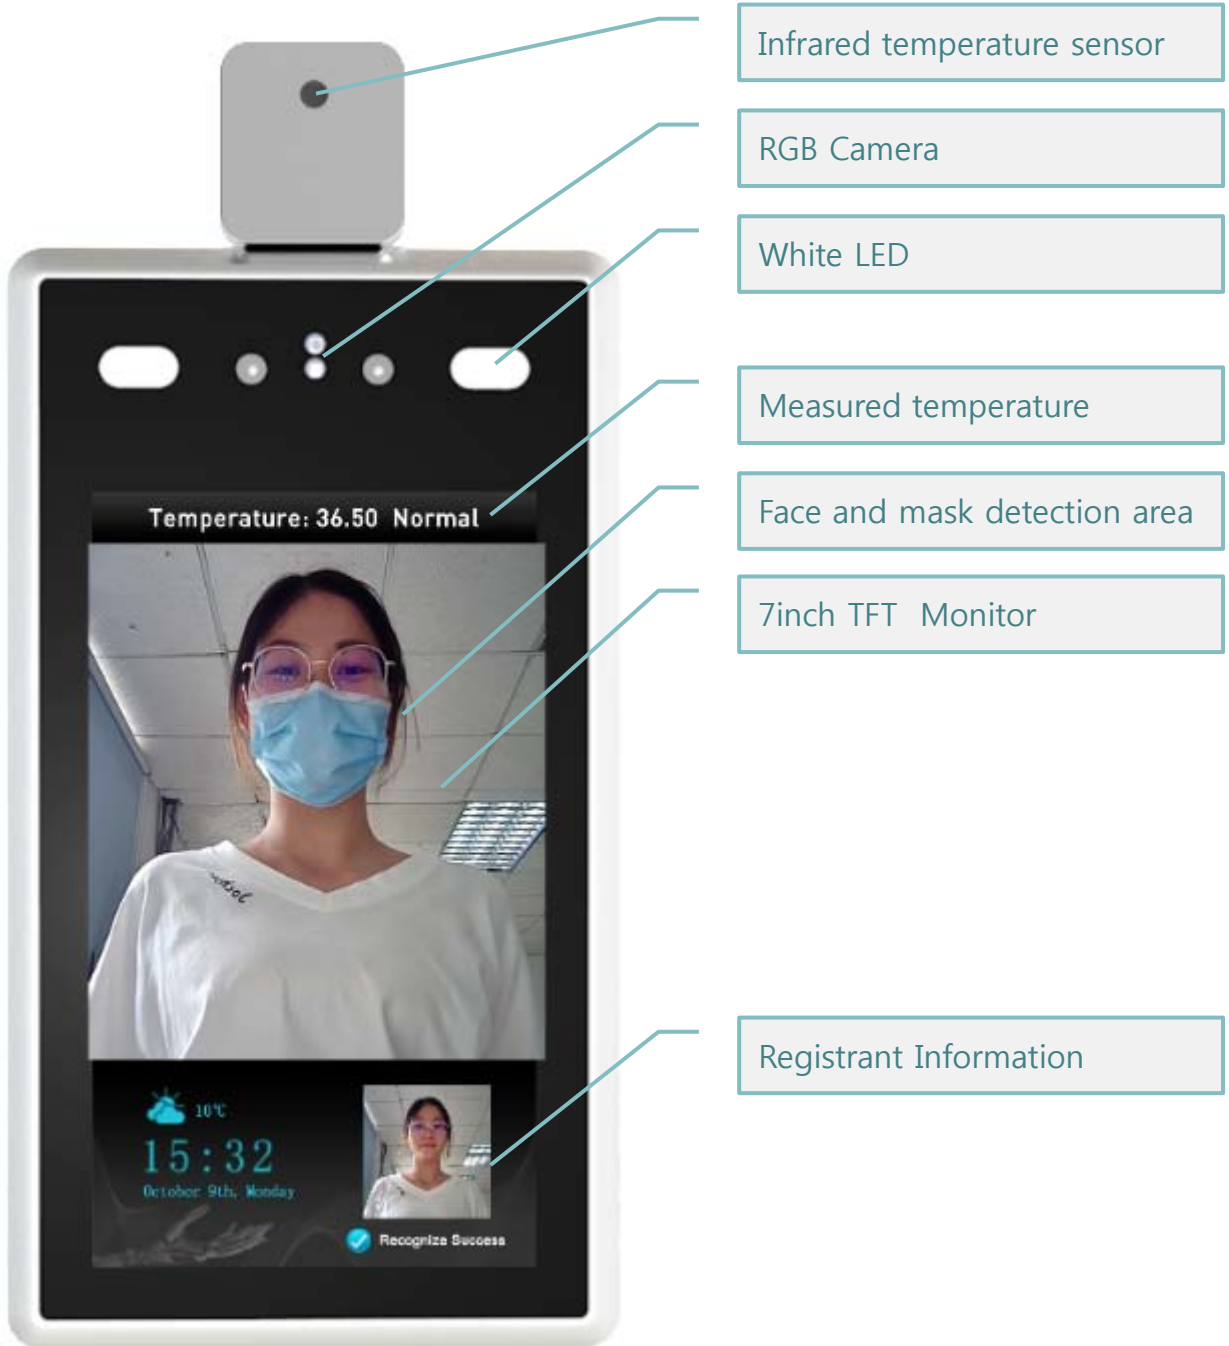 Infrared temperature sensor
RGB Camera
White LED
Measured temperature
Temperature: 36.50 Normal
Face and mask detection area
7inch TFT Monitor
Registrant Information
10℃
15:32
October 9th, Monday
Recognize Success